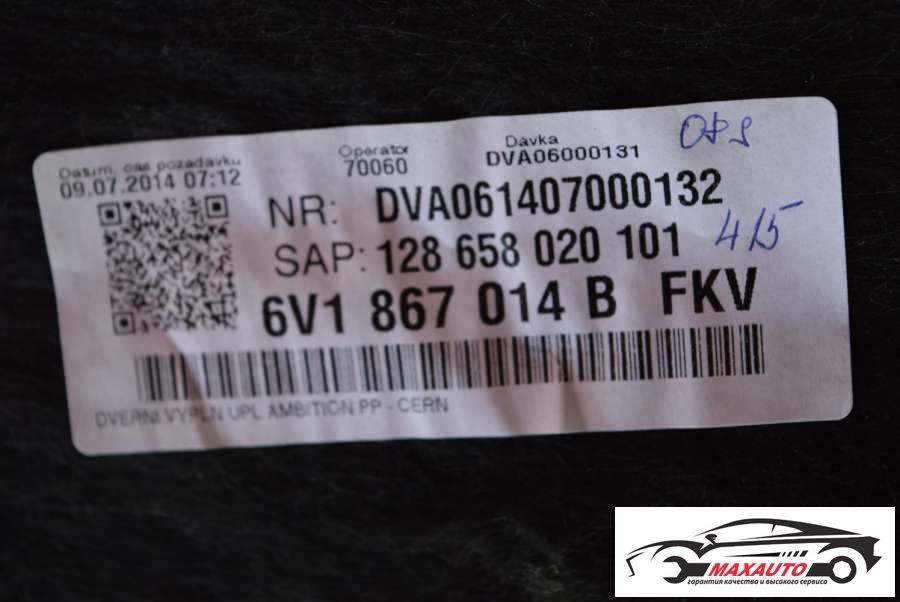 Datum, cas pozadavku
09.07.2014 07:12
Operator
70060
Davka
DVA06000131
NR: DVA061407000132
SAP: 128 658 020 101
415
6V1 867 014 B FKV
DVERNI VYPLN UPL AMBITION PP - CERN
MAXAUTO
гарантия качества и высокого сервиса